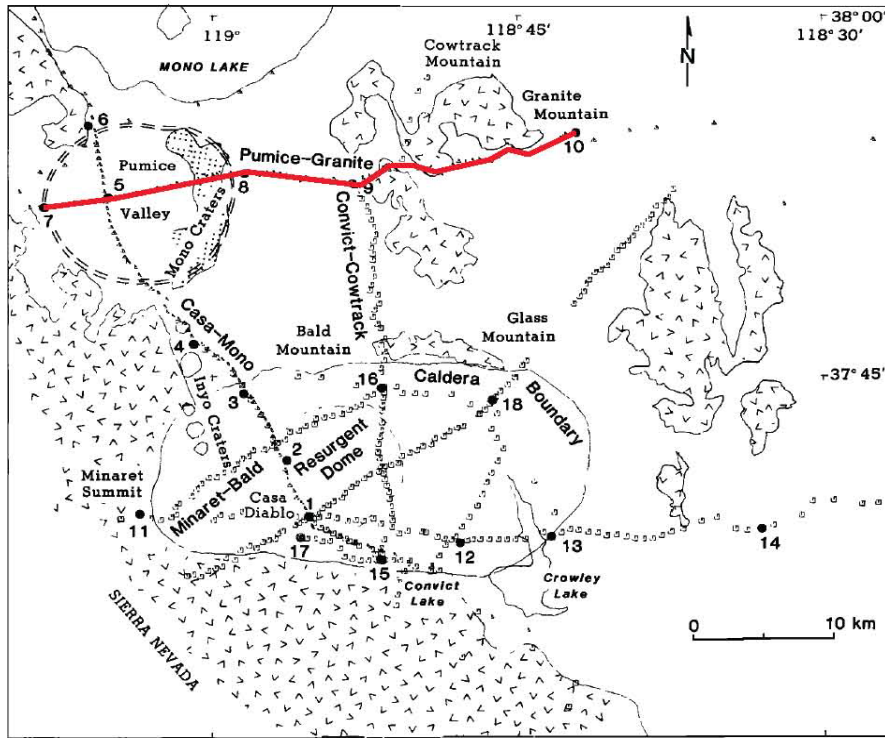 38° 00'
119°
118° 45'
118° 30'
MONO LAKE
Cowtrack
Mountain
N
Granite
Mountain
6
10
Pumice
Pumice-Granite
5
8
9
7
Valley
Mono Craters
Convict-Cowtrack
Casa-Mono
Glass
Mountain
Bald
Mountain
4
Caldera
37° 45'
16
3
Boundary
18
Inyo Craters
2
Resurgent
Dome
Minaret
Summit
Minaret-Bald
Casa
Diablo
1
11
17
12
13
14
15
Convict
Lake
Crowley
Lake
SIERRA NEVADA
0
10 km